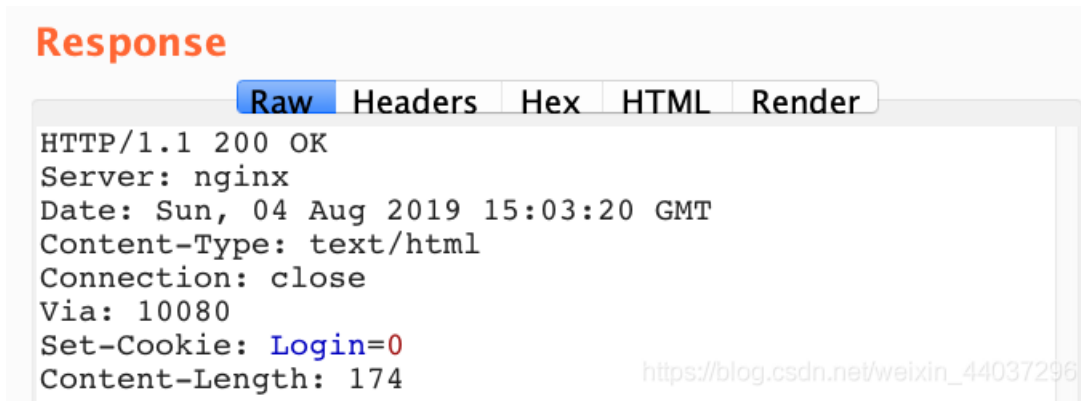 Response
Raw Headers Hex HTML Render
HTTP/1.1 200 OK
Server: nginx
Date: Sun, 04 Aug 2019 15:03:20 GMT
Content-Type: text/html
Connection: close
Via: 10080
Set-Cookie: Login=0
Content-Length: 174
https://blog.csdn.net/weixin_44037296